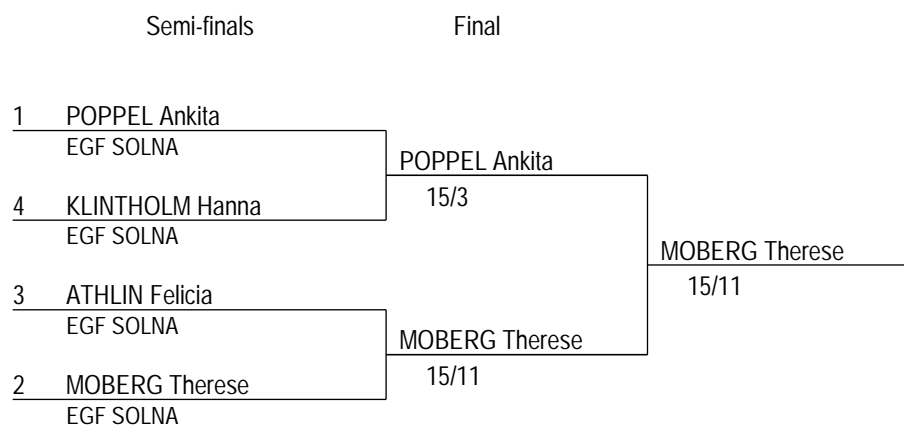 Semi-finals Final
1 POPPEL Ankita
EGF SOLNA
POPPEL Ankita
15/3
4 KLINTHOLM Hanna
EGF SOLNA
MOBERG Therese
15/11
3 ATHLIN Felicia
EGF SOLNA
MOBERG Therese
15/11
2 MOBERG Therese
EGF SOLNA